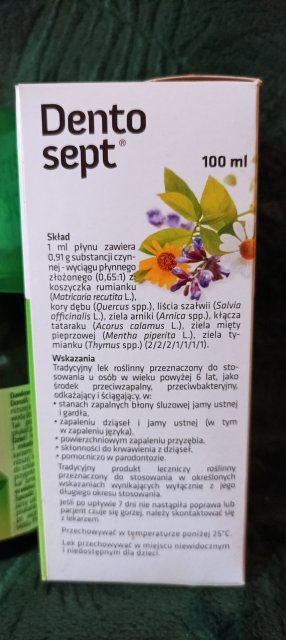 Dento
sept®
100 ml
Skład
1 ml płynu zawiera
0,91 g substancji czyn-
nej - wyciągu płynnego
złożonego (0,65:1) z:
koszyczka rumianku
(Matricaria recutita L.),
kory dębu (Quercus spp.), liścia szałwii (Salvia
officinalis L.), ziela arniki (Arnica spp.), kłącza
tataraku (Acorus calamus L.), ziela mięty
pieprzowej (Mentha piperita L.), ziela ty-
mianku (Thymus spp.) (2/2/2/1/1/1/1).
Wskazania
Tradycyjny lek roślinny przeznaczony do sto-
sowania u osób w wieku powyżej 6 lat, jako
środek przeciwzapalny, przeciwbakteryjny,
odkażający i ściągający, w:
• stanach zapalnych błony śluzowej jamy ustnej
i gardła,
• zapaleniu dziąseł i jamy ustnej (w tym
w zapaleniu języka),
• powierzchniowym zapaleniu przyzębia,
• skłonności do krwawienia z dziąseł,
• pomocniczo w parodontozie.
Tradycyjny produkt leczniczy roślinny
przeznaczony do stosowania w określonych
wskazaniach wynikających wyłącznie z jego
długiego okresu stosowania.
Jeśli po upływie 7 dni nie nastąpiła poprawa lub
pacjent czuje się gorzej, należy skontaktować się
z lekarzem.
Przechowywać w temperaturze poniżej 25°C.
Lek przechowywać w miejscu niewidocznym
i niedostępnym dla dzieci.